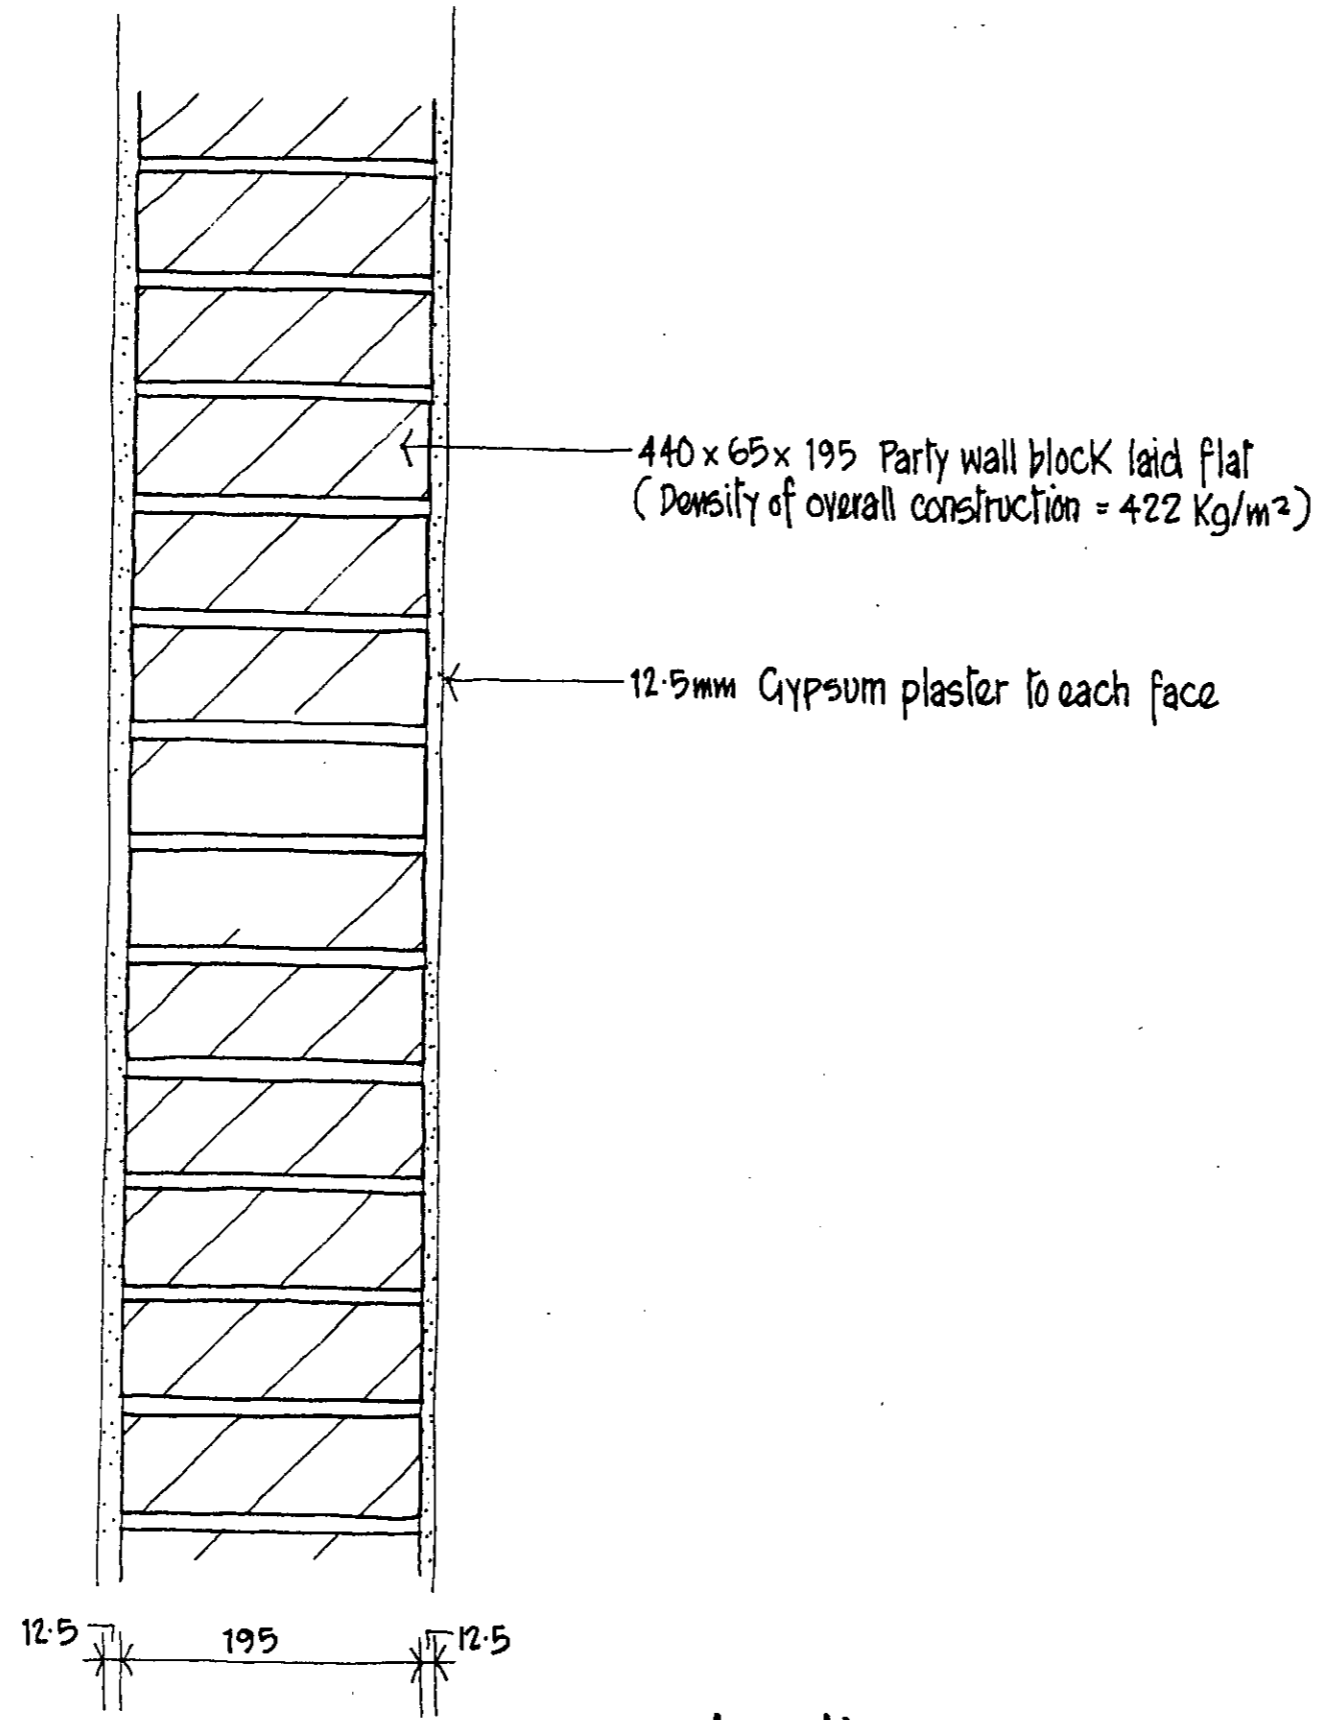 440 x 65 x 195 Party wall block laid flat
(Density of overall construction = 422 Kg/m²)
12·5mm Gypsum plaster to each face
12·5 195 12·5